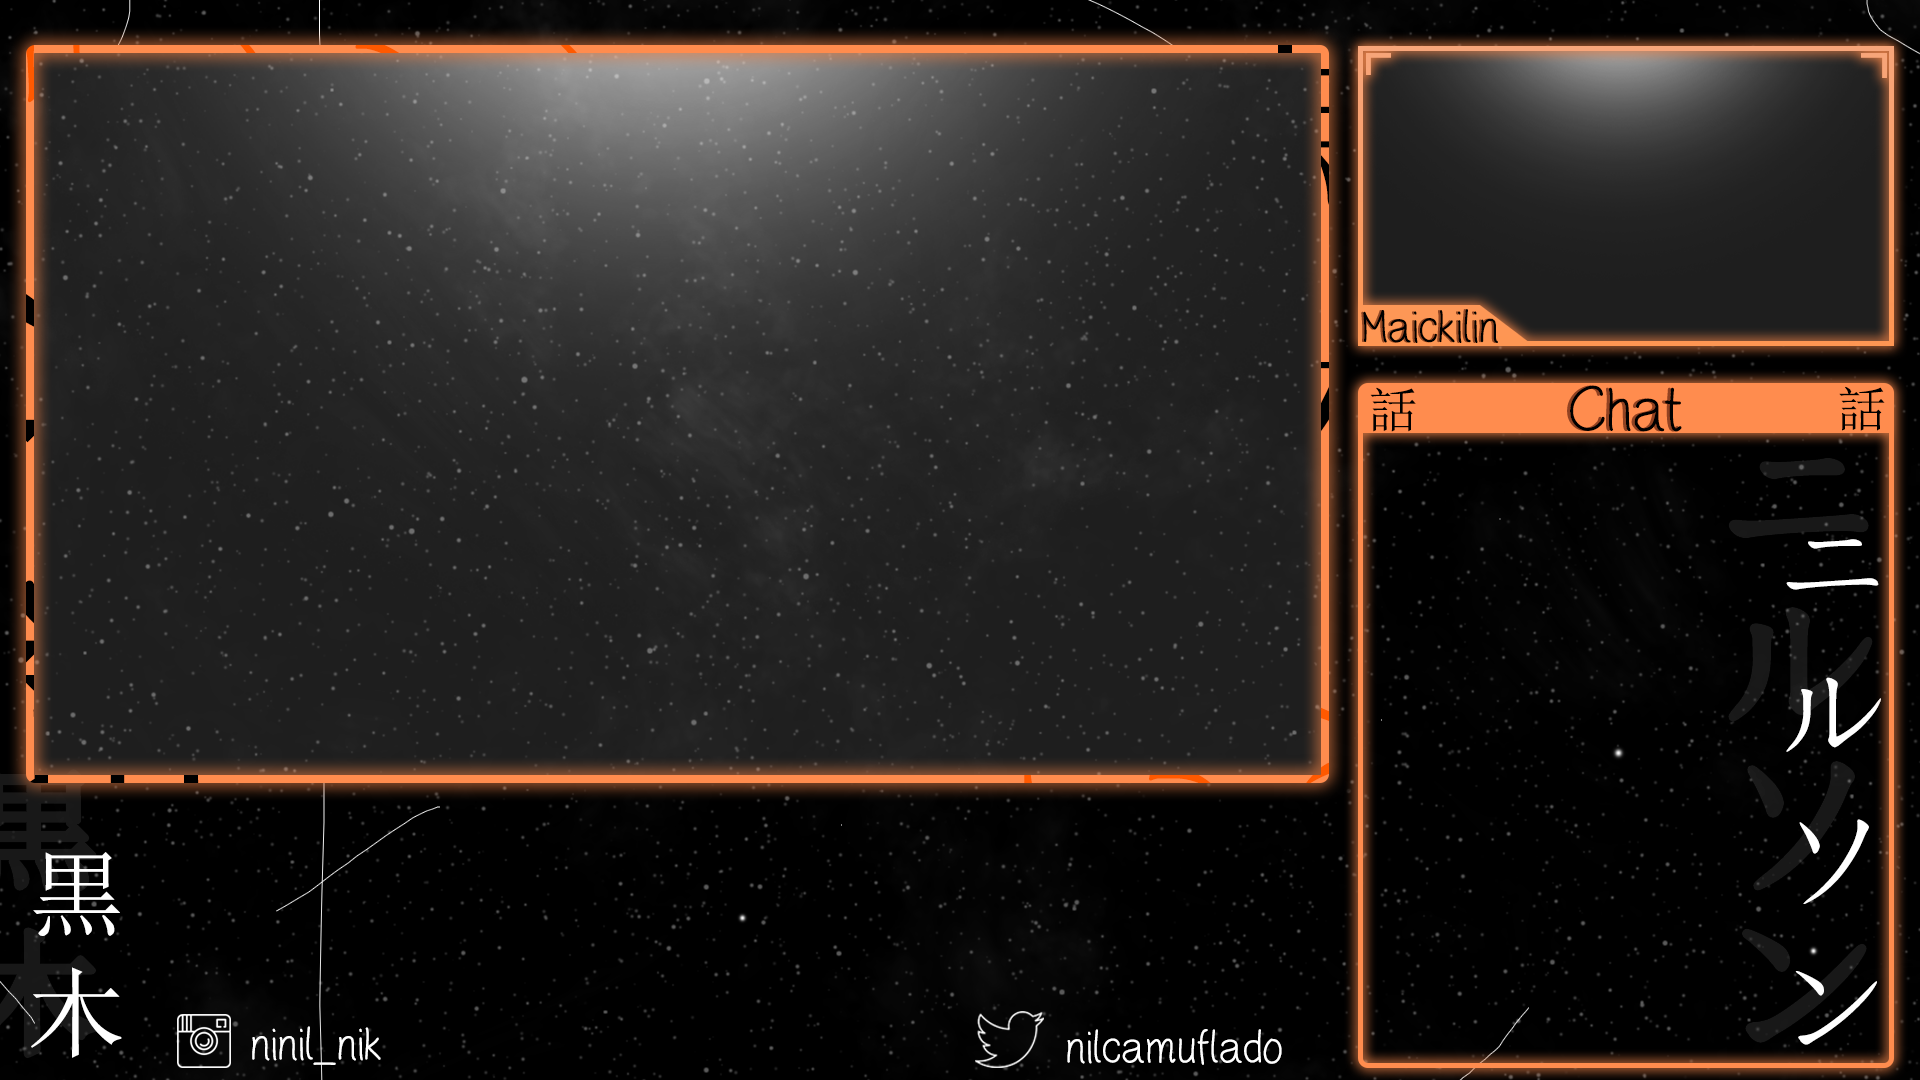 Maickilin
話 Chat 話
ニルソン
黒木
ninil_nik
nilcamuflado